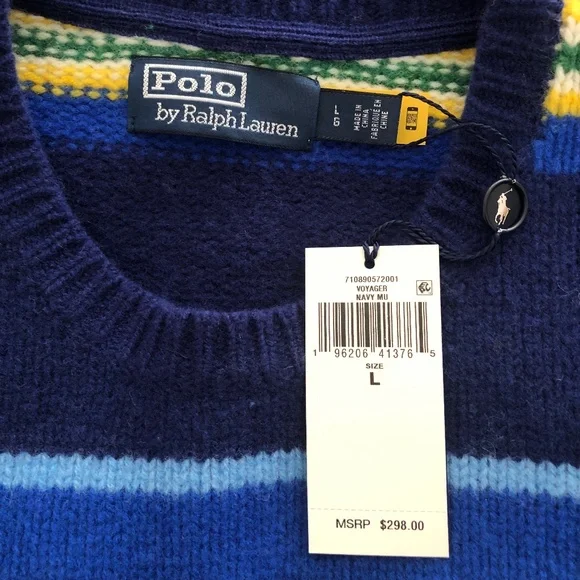 Polo
by Ralph Lauren
L
G
MADE IN
CHINA
FABRIQUÉ EN
CHINE
710890572001
VOYAGER
NAVY MU
1 96206 41376 5
SIZE
L
MSRP $298.00